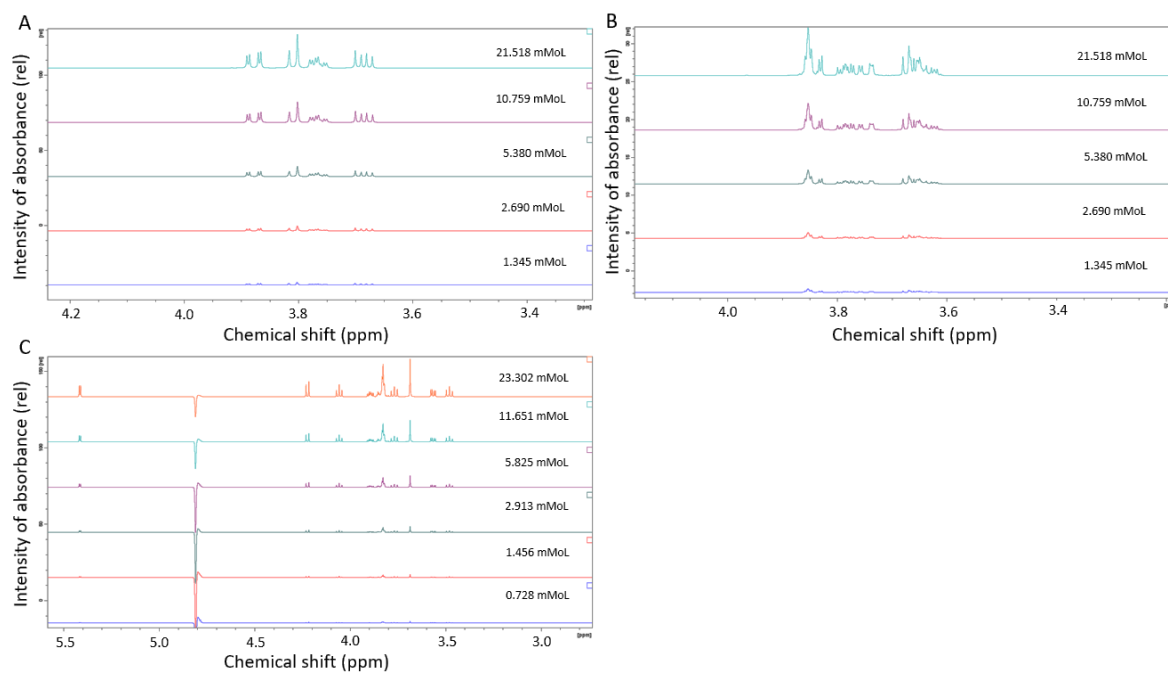 A
Intensity of absorbance (rel)
21.518 mMoL
10.759 mMoL
5.380 mMoL
2.690 mMoL
1.345 mMoL
4.2 4.0 3.8 3.6 3.4
[ppm]
Chemical shift (ppm)
B
Intensity of absorbance (rel)
21.518 mMoL
10.759 mMoL
5.380 mMoL
2.690 mMoL
1.345 mMoL
4.0 3.8 3.6 3.4
Chemical shift (ppm)
C
Intensity of absorbance (rel)
23.302 mMoL
11.651 mMoL
5.825 mMoL
2.913 mMoL
1.456 mMoL
0.728 mMoL
5.5 5.0 4.5 4.0 3.5 3.0
[ppm]
Chemical shift (ppm)